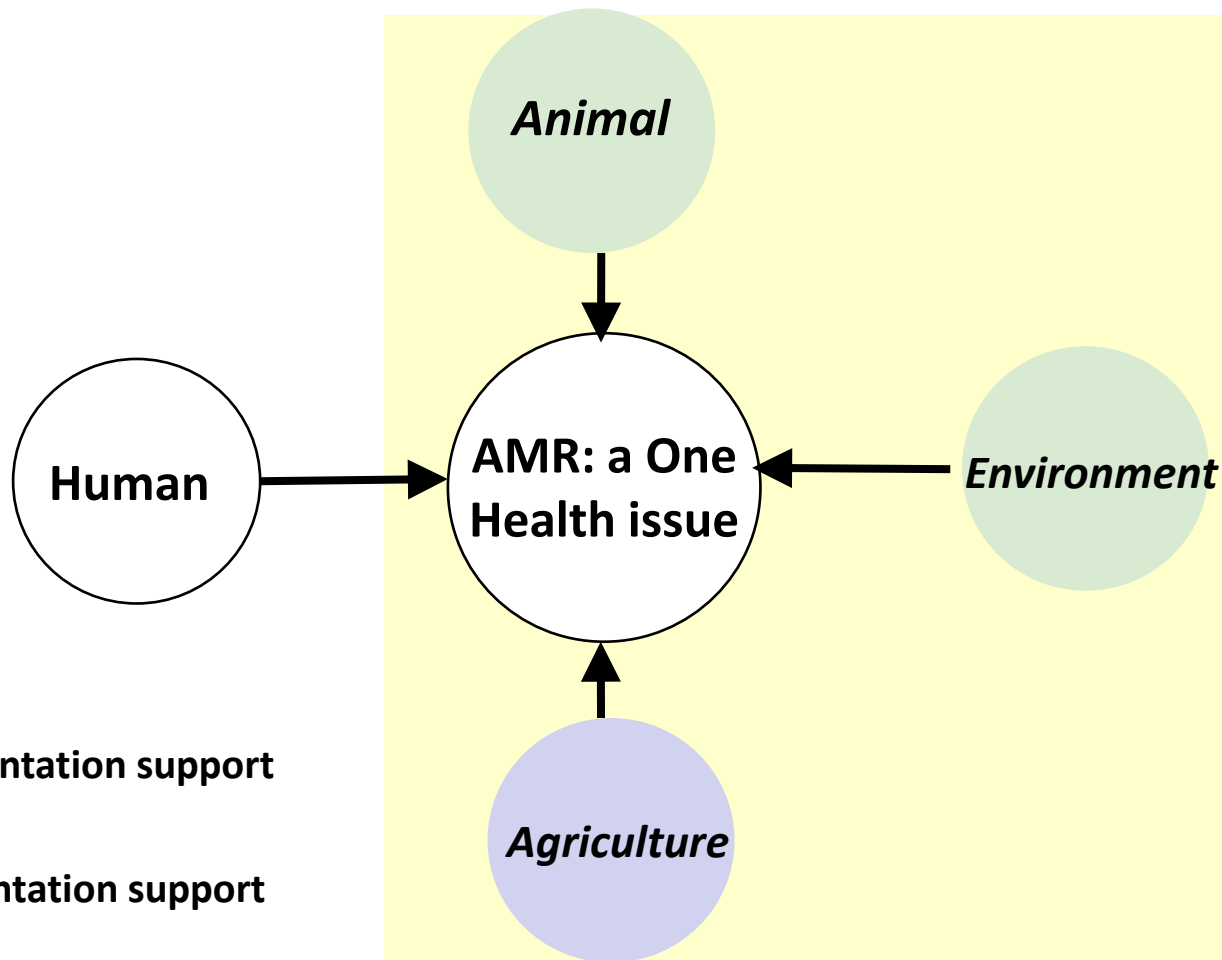 Animal
Human
AMR: a One
Health issue
Environment
ntation support
Agriculture
ntation support